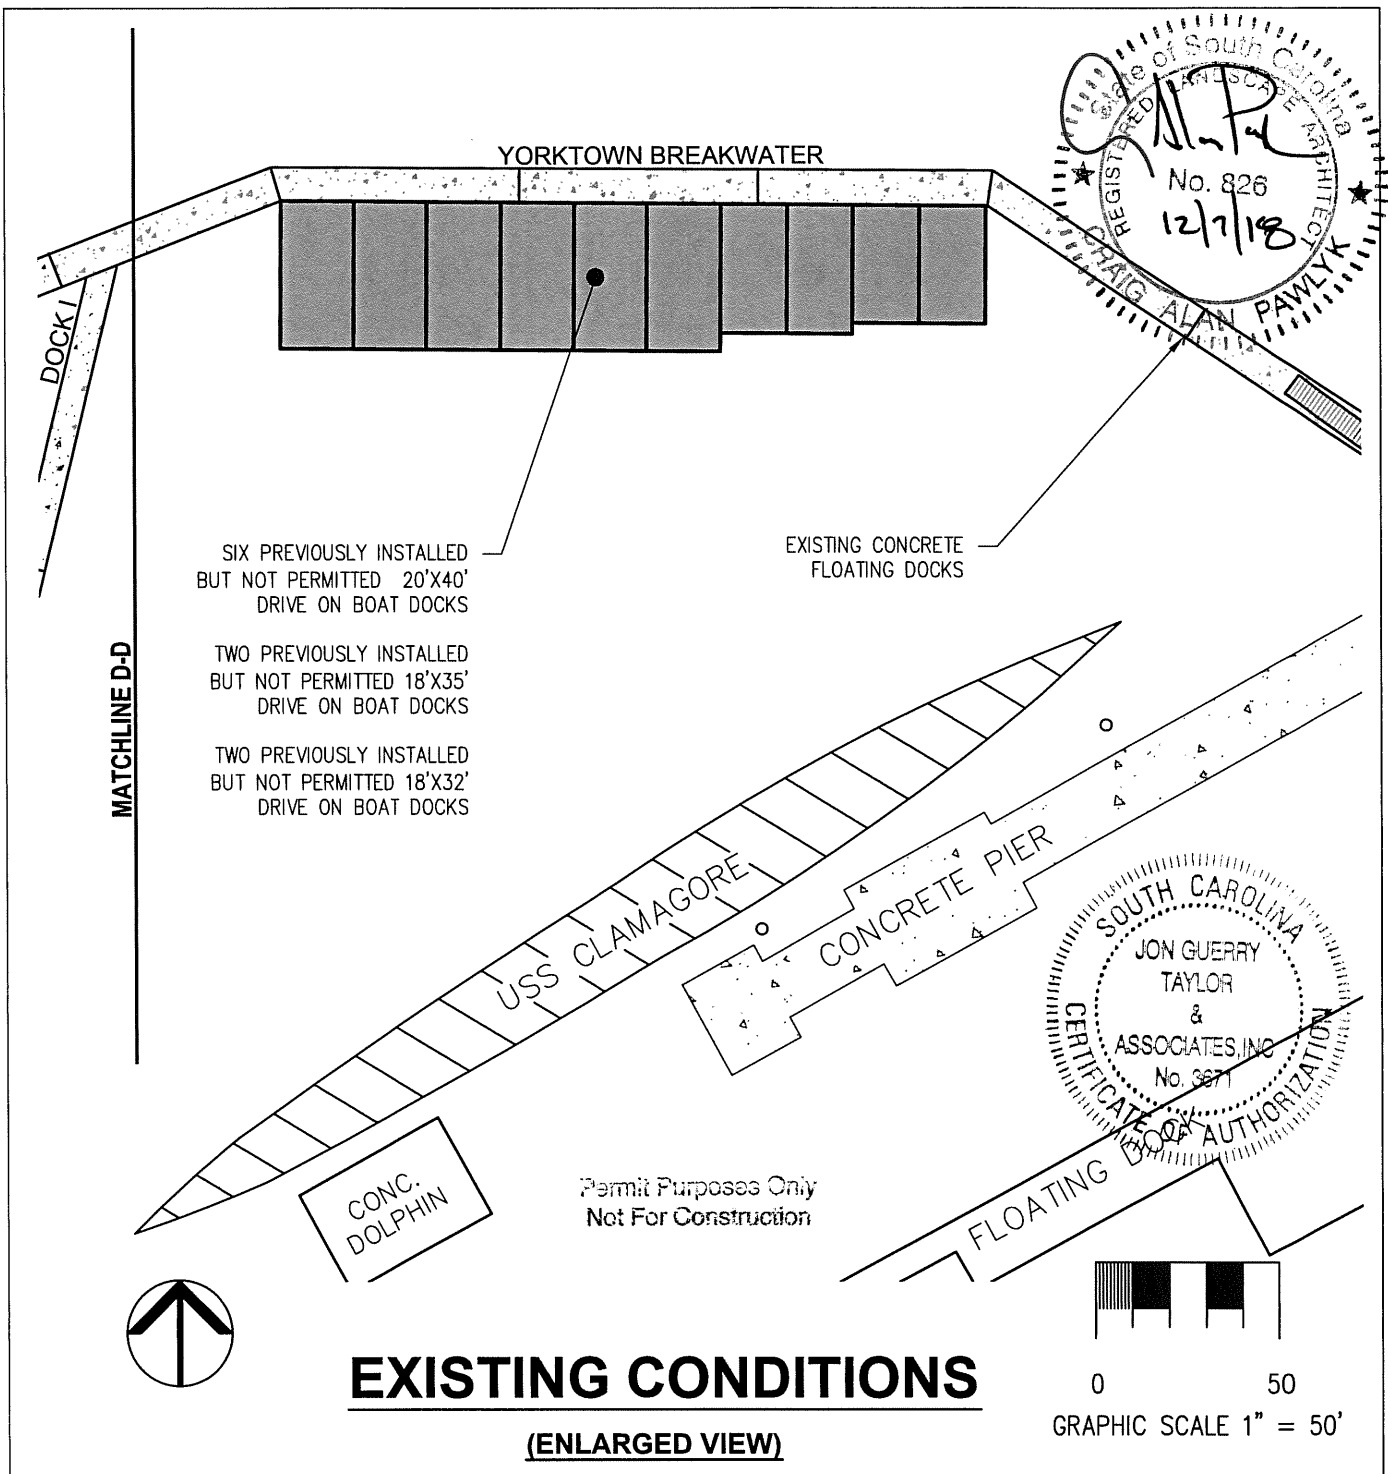 State of South Carolina
REGISTERED LANDSCAPE ARCHITECT
No. 826
12/7/18
CRAIG ALAN PAWLYK
YORKTOWN BREAKWATER
DOCK I
SIX PREVIOUSLY INSTALLED
BUT NOT PERMITTED 20'X40'
DRIVE ON BOAT DOCKS
EXISTING CONCRETE
FLOATING DOCKS
TWO PREVIOUSLY INSTALLED
BUT NOT PERMITTED 18'X35'
DRIVE ON BOAT DOCKS
TWO PREVIOUSLY INSTALLED
BUT NOT PERMITTED 18'X32'
DRIVE ON BOAT DOCKS
MATCHLINE D-D
USS CLAMAGORE
CONCRETE PIER
SOUTH CAROLINA
JON GUERRY
TAYLOR
&
ASSOCIATES, INC
No. 3671
CERTIFICATE OF AUTHORIZATION
CONC.
DOLPHIN
Permit Purposes Only
Not For Construction
FLOATING DOCK
0 50
GRAPHIC SCALE 1" = 50'
EXISTING CONDITIONS
(ENLARGED VIEW)